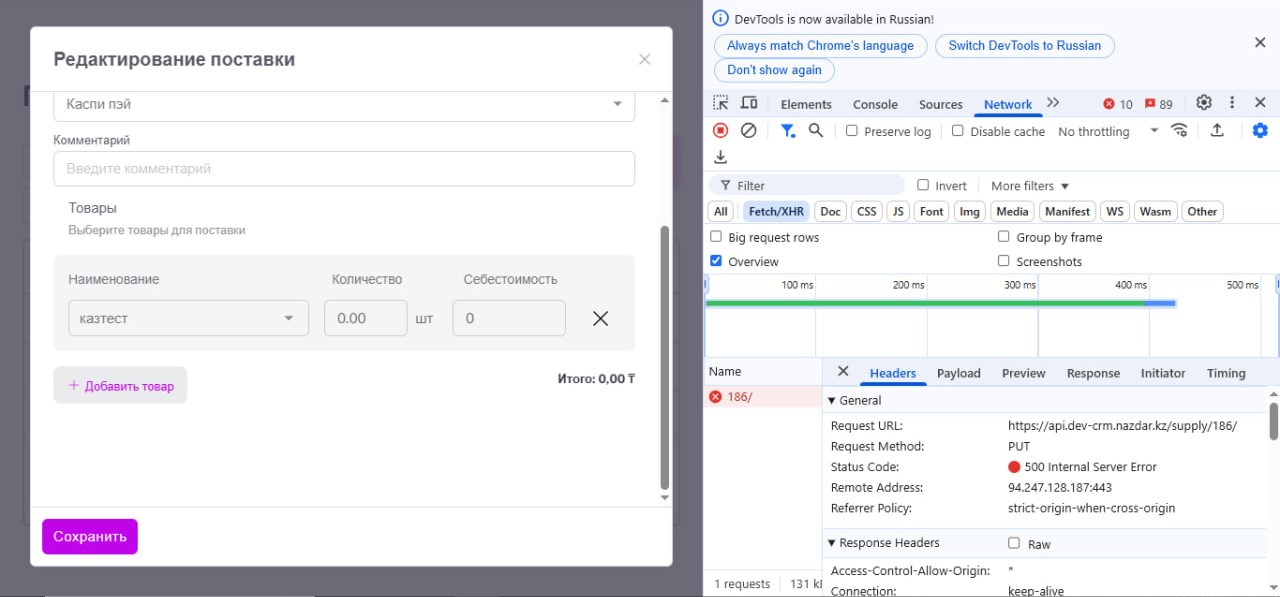 Редактирование поставки
Каспи пэй
Комментарий
Введите комментарий
Товары
Выберите товары для поставки
Наименование Количество Себестоимость
казтест 0.00 шт 0
+ Добавить товар Итого: 0,00 ₸
Сохранить
DevTools is now available in Russian!
Always match Chrome's language Switch DevTools to Russian
Don't show again
Elements Console Sources Network 10 89
Preserve log Disable cache No throttling
Filter Invert More filters
All Fetch/XHR Doc CSS JS Font Img Media Manifest WS Wasm Other
Big request rows Group by frame
Overview Screenshots
100 ms 200 ms 300 ms 400 ms 500 ms
Name Headers Payload Preview Response Initiator Timing
186/
General
Request URL: https://api.dev-crm.nazdar.kz/supply/186/
Request Method: PUT
Status Code: 500 Internal Server Error
Remote Address: 94.247.128.187:443
Referrer Policy: strict-origin-when-cross-origin
Response Headers Raw
Access-Control-Allow-Origin: *
Connection: keep-alive
1 requests 131